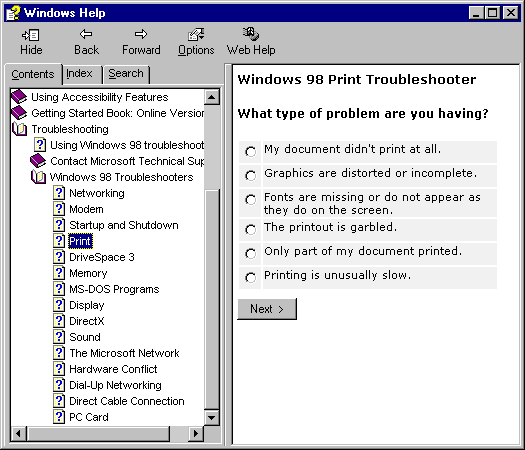 Windows Help
Hide Back Forward Options Web Help
Contents Index Search
Using Accessibility Features
Getting Started Book: Online Version
Troubleshooting
Using Windows 98 troubleshoot
Contact Microsoft Technical Sup
Windows 98 Troubleshooters
Networking
Modem
Startup and Shutdown
Print
DriveSpace 3
Memory
MS-DOS Programs
Display
DirectX
Sound
The Microsoft Network
Hardware Conflict
Dial-Up Networking
Direct Cable Connection
PC Card
Windows 98 Print Troubleshooter
What type of problem are you having?
My document didn't print at all.
Graphics are distorted or incomplete.
Fonts are missing or do not appear as
they do on the screen.
The printout is garbled.
Only part of my document printed.
Printing is unusually slow.
Next >